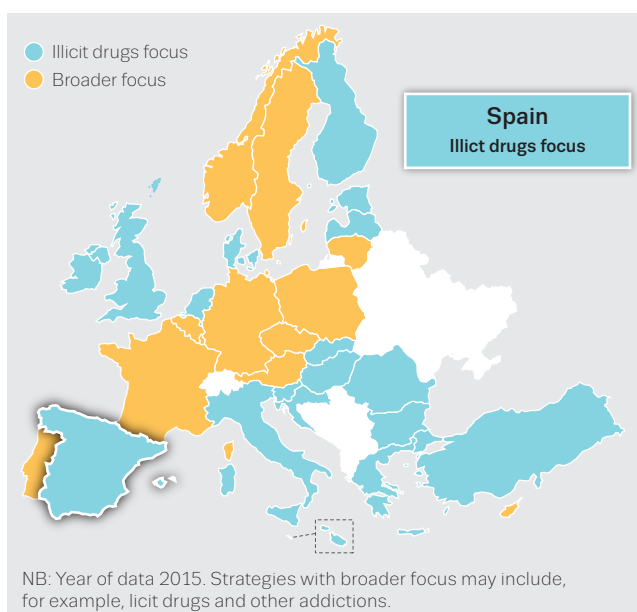 Illicit drugs focus
Broader focus
Spain
Illict drugs focus
NB: Year of data 2015. Strategies with broader focus may include,
for example, licit drugs and other addictions.